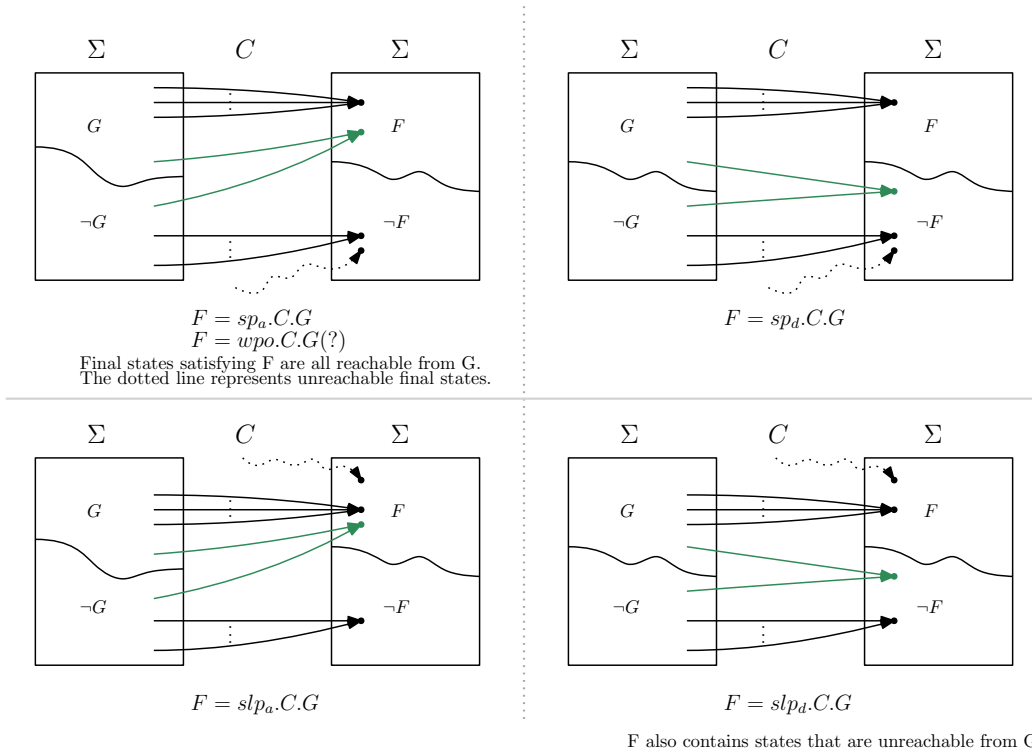 Σ C Σ
G F
¬G ¬F
F = sp_a.C.G
F = wpo.C.G(?)
Final states satisfying F are all reachable from G.
The dotted line represents unreachable final states.
Σ C Σ
G F
¬G ¬F
F = sp_d.C.G
Σ C Σ
G F
¬G ¬F
F = slp_a.C.G
Σ C Σ
G F
¬G ¬F
F = slp_d.C.G
F also contains states that are unreachable from G